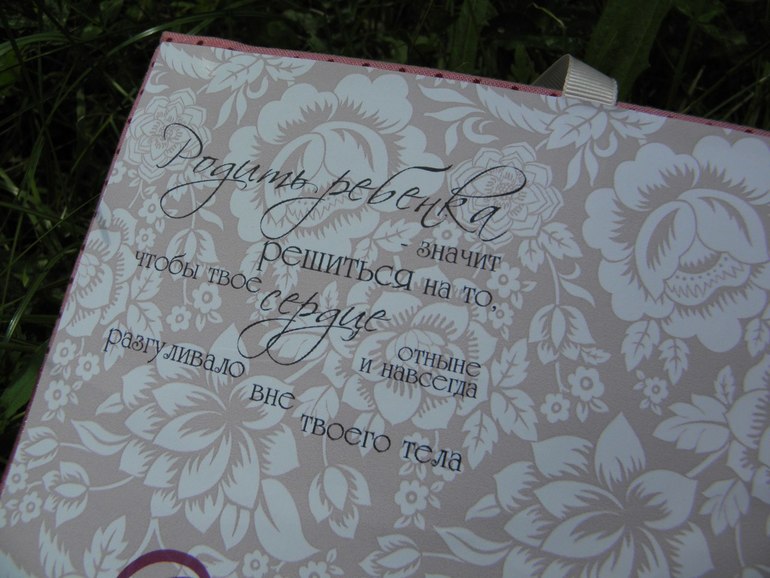 Родить ребенка
- значит
решиться на то,
чтобы твое сердце
отныне
и навсегда
разгуливало
вне
твоего тела